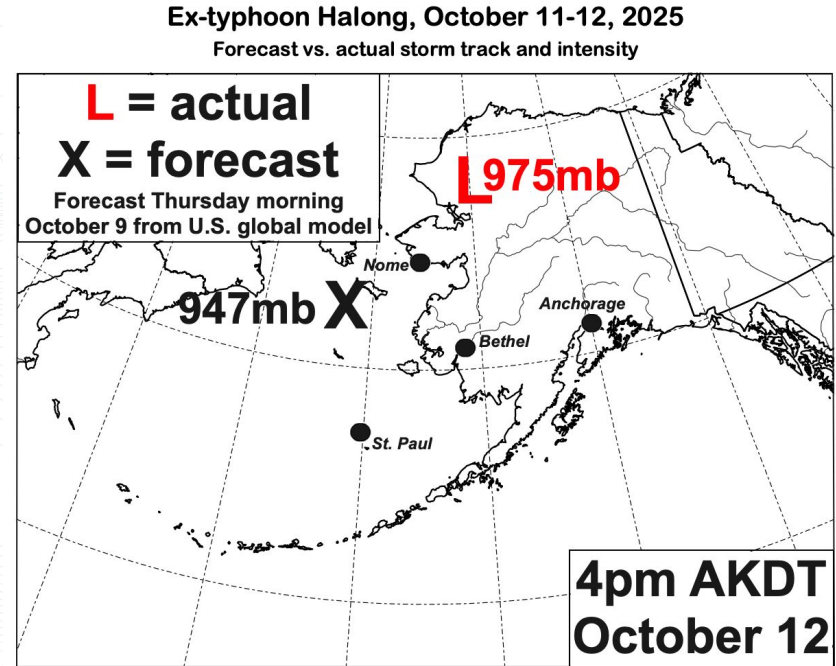 Ex-typhoon Halong, October 11-12, 2025
Forecast vs. actual storm track and intensity
L = actual
X = forecast
Forecast Thursday morning
October 9 from U.S. global model
L975mb
Nome
947mb X
Anchorage
Bethel
St. Paul
4pm AKDT
October 12